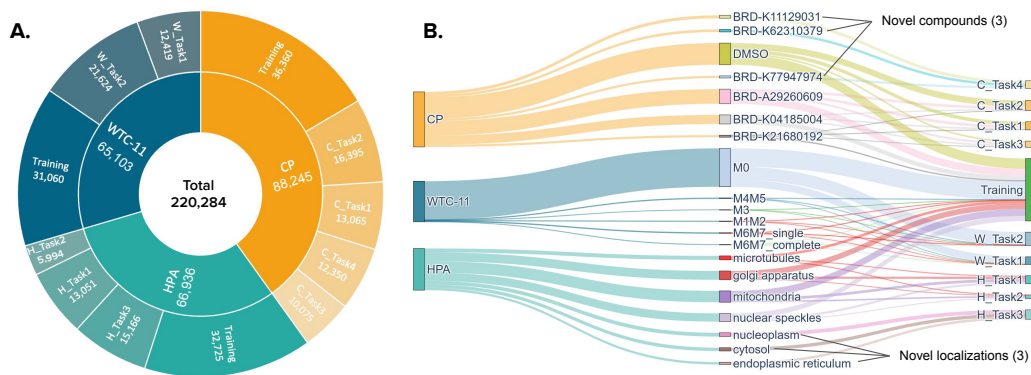 A.
W_Task1
12,419
Training
36,360
W_Task2
21,624
C_Task2
16,395
WTC-11
65,103
CP
88,245
Training
31,060
Total
220,284
C_Task1
13,065
H_Task2
5,994
C_Task4
12,350
H_Task1
13,051
HPA
66,936
C_Task3
10,075
H_Task3
15,166
Training
32,725
B.
CP
WTC-11
HPA
BRD-K11129031
BRD-K62310379
DMSO
BRD-K77947974
BRD-A29260609
BRD-K04185004
BRD-K21680192
M0
M4M5
M3
M1M2
M6M7_single
M6M7_complete
microtubules
golgi apparatus
mitochondria
nuclear speckles
nucleoplasm
cytosol
endoplasmic reticulum
Novel compounds (3)
C_Task4
C_Task2
C_Task1
C_Task3
Training
W_Task2
W_Task1
H_Task1
H_Task2
H_Task3
Novel localizations (3)